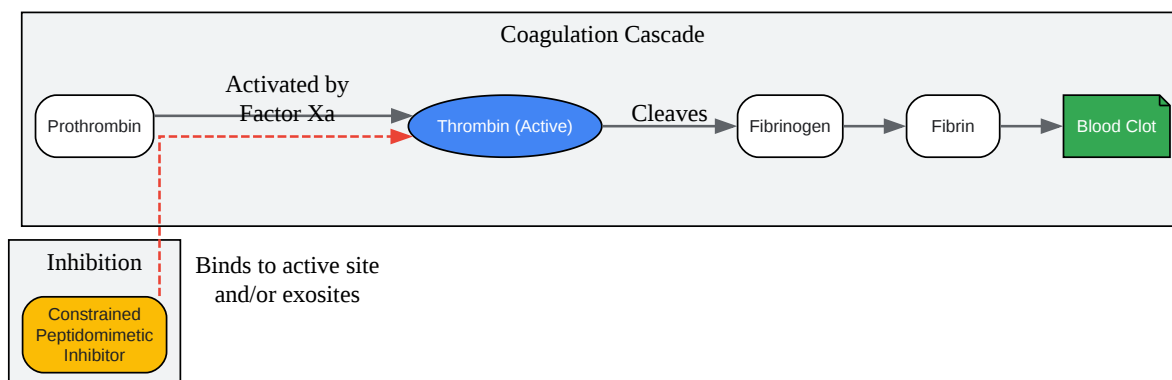 Coagulation Cascade
Activated by
Factor Xa
Prothrombin
Thrombin (Active)
Cleaves
Fibrinogen
Fibrin
Blood Clot
Inhibition
Binds to active site
and/or exosites
Constrained
Peptidomimetic
Inhibitor